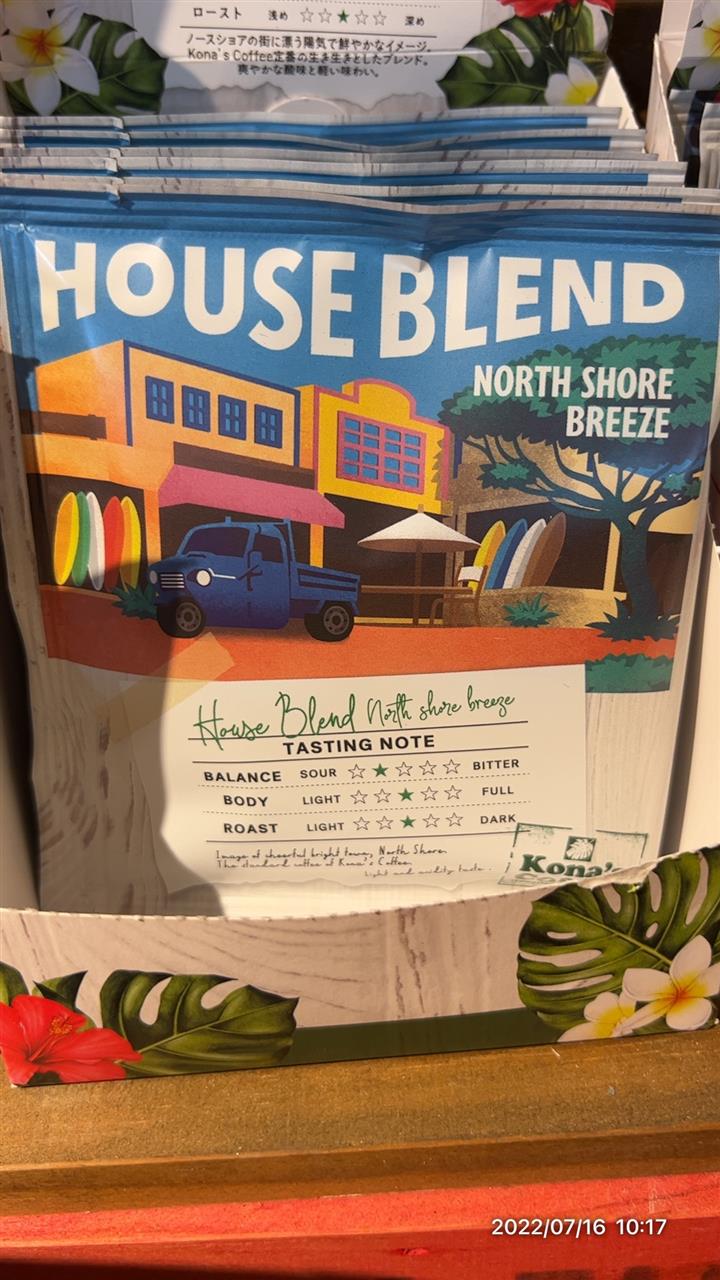 ロースト 浅め ☆☆★☆☆ 深め
ノースショアの街に漂う陽気で鮮やかなイメージ。
Kona's Coffee定番の生き生きとしたブレンド。
爽やかな酸味と軽い味わい。
HOUSE BLEND
NORTH SHORE
BREEZE
House Blend North shore breeze
TASTING NOTE
BALANCE SOUR ☆★☆☆☆ BITTER
BODY LIGHT ☆☆★☆☆ FULL
ROAST LIGHT ☆☆★☆☆ DARK
Image of cheerful bright town, North Shore.
The standard coffee of Kona's Coffee.
Light and acidity taste.
Kona's
2022/07/16 10:17